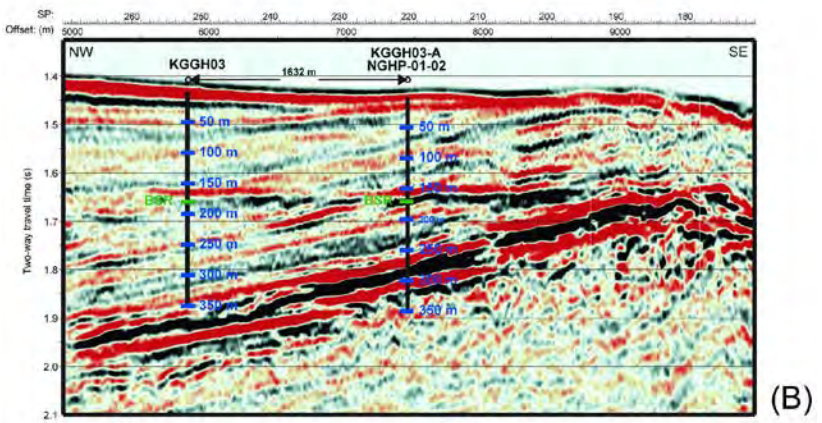 SP: 260 250 240 230 220 210 200 190 180
Offset: (m) 5000 6000 7000 8000 9000
NW KGGH03 KGGH03-A SE
NGHP-01-02
1632 m
1.4
1.5
1.6
1.7
1.8
1.9
2.0
2.1
Two-way travel time (s)
50 m
100 m
150 m
BSR
200 m
250 m
300 m
350 m
50 m
100 m
150 m
BSR
200 m
250 m
300 m
350 m
(B)